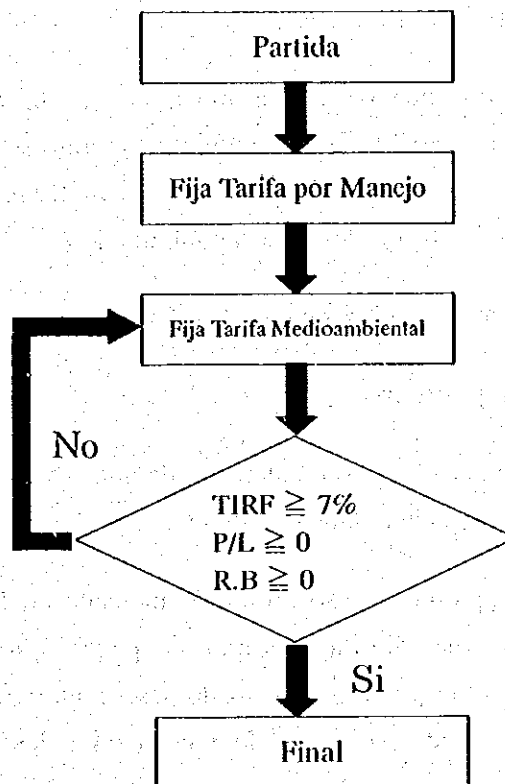 Partida
Fija Tarifa por Manejo
Fija Tarifa Medioambiental
No
TIRF ≧ 7%
P/L ≧ 0
R.B ≧ 0
Si
Final